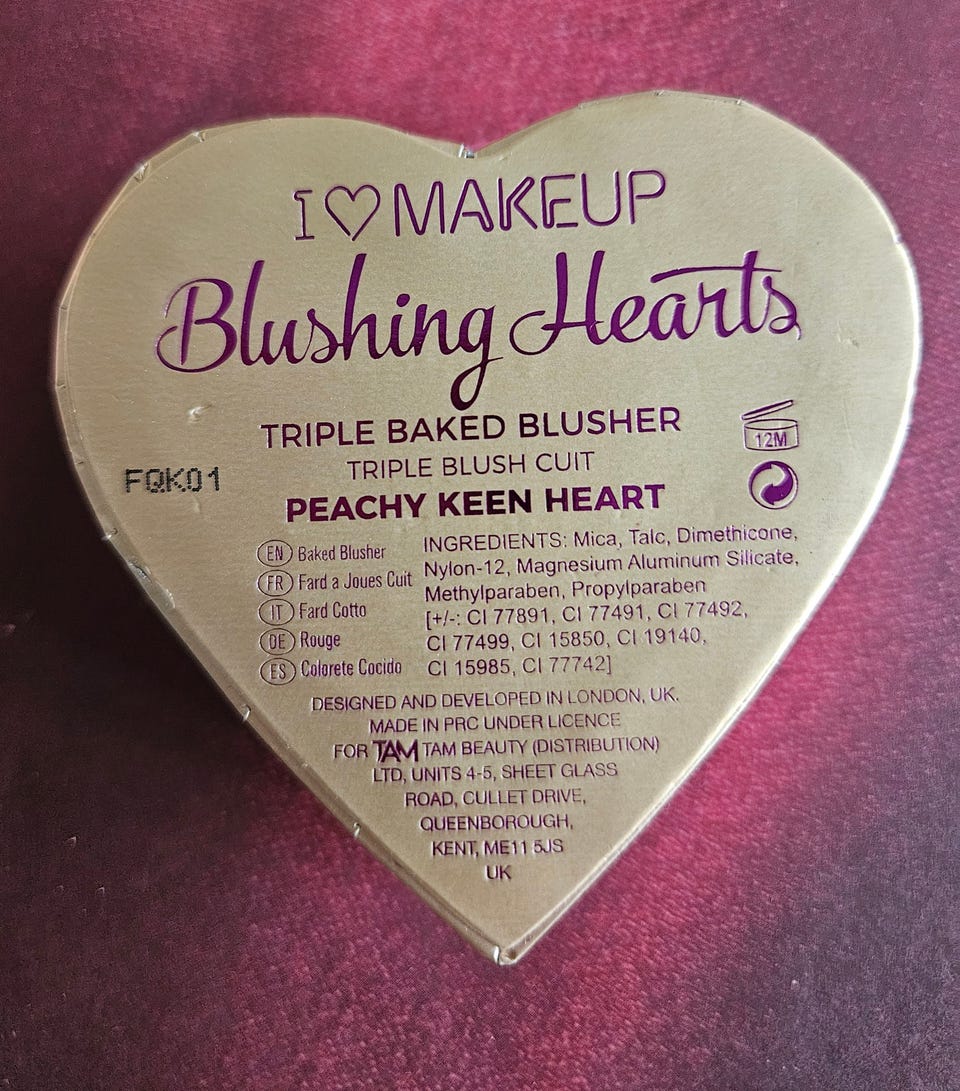 I ♡ MAKEUP
Blushing Hearts
TRIPLE BAKED BLUSHER
TRIPLE BLUSH CUIT
PEACHY KEEN HEART
12M
FQK01
EN Baked Blusher
FR Fard a Joues Cuit
IT Fard Cotto
DE Rouge
ES Colorete Cocido
INGREDIENTS: Mica, Talc, Dimethicone,
Nylon-12, Magnesium Aluminum Silicate,
Methylparaben, Propylparaben
[+/-: CI 77891, CI 77491, CI 77492,
CI 77499, CI 15850, CI 19140,
CI 15985, CI 77742]
DESIGNED AND DEVELOPED IN LONDON, UK.
MADE IN PRC UNDER LICENCE
FOR TAM TAM BEAUTY (DISTRIBUTION)
LTD, UNITS 4-5, SHEET GLASS
ROAD, CULLET DRIVE,
QUEENBOROUGH,
KENT, ME11 5JS
UK